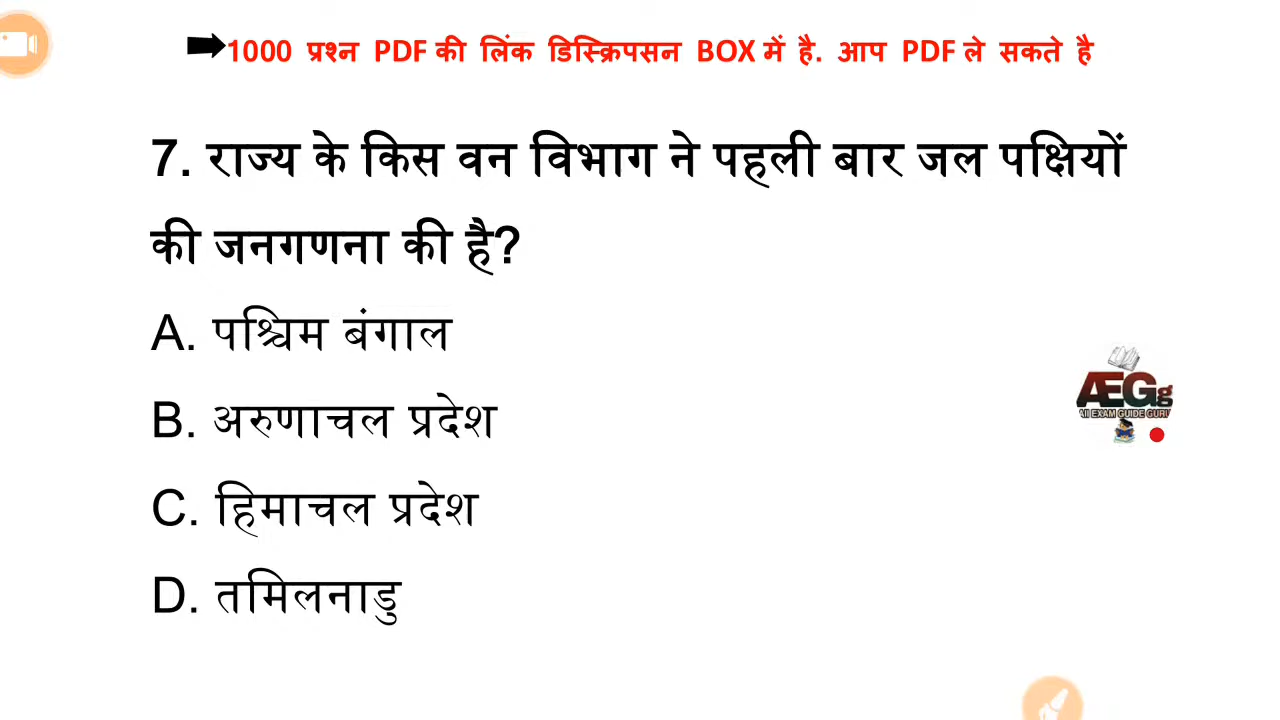 1000 प्रश्न PDF की लिंक डिस्क्रिपसन BOX में है. आप PDF ले सकते है
7. राज्य के किस वन विभाग ने पहली बार जल पक्षियों
की जनगणना की है?
A. पश्चिम बंगाल
B. अरुणाचल प्रदेश
C. हिमाचल प्रदेश
D. तमिलनाडु
ÆGg
All EXAM GUIDE GURU